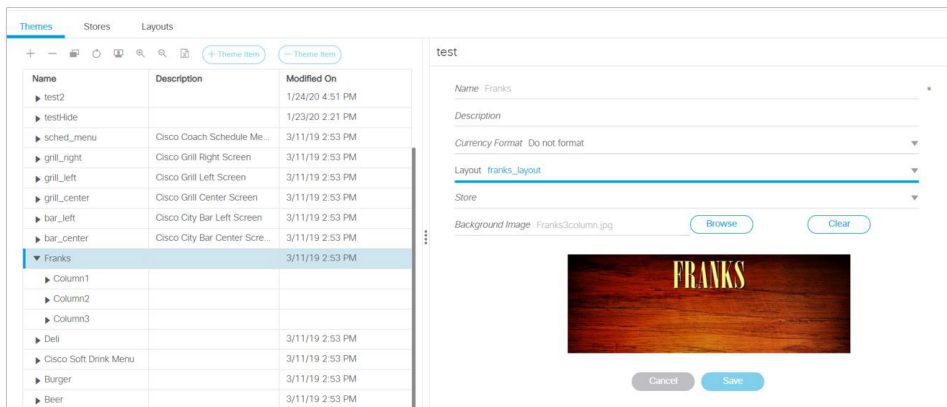 Themes Stores Layouts
+ Theme Item − Theme Item
test
Name Description Modified On
test2 1/24/20 4:51 PM
testHide 1/23/20 2:21 PM
sched_menu Cisco Coach Schedule Me... 3/11/19 2:53 PM
grill_right Cisco Grill Right Screen 3/11/19 2:53 PM
grill_left Cisco Grill Left Screen 3/11/19 2:53 PM
grill_center Cisco Grill Center Screen 3/11/19 2:53 PM
bar_left Cisco City Bar Left Screen 3/11/19 2:53 PM
bar_center Cisco City Bar Center Scre... 3/11/19 2:53 PM
Franks 3/11/19 2:53 PM
Column1
Column2
Column3
Deli 3/11/19 2:53 PM
Cisco Soft Drink Menu 3/11/19 2:53 PM
Burger 3/11/19 2:53 PM
Beer 3/11/19 2:53 PM
Name Franks *
Description
Currency Format Do not format
Layout franks_layout
Store
Background Image Franks3column.jpg Browse Clear
FRANKS
Cancel Save